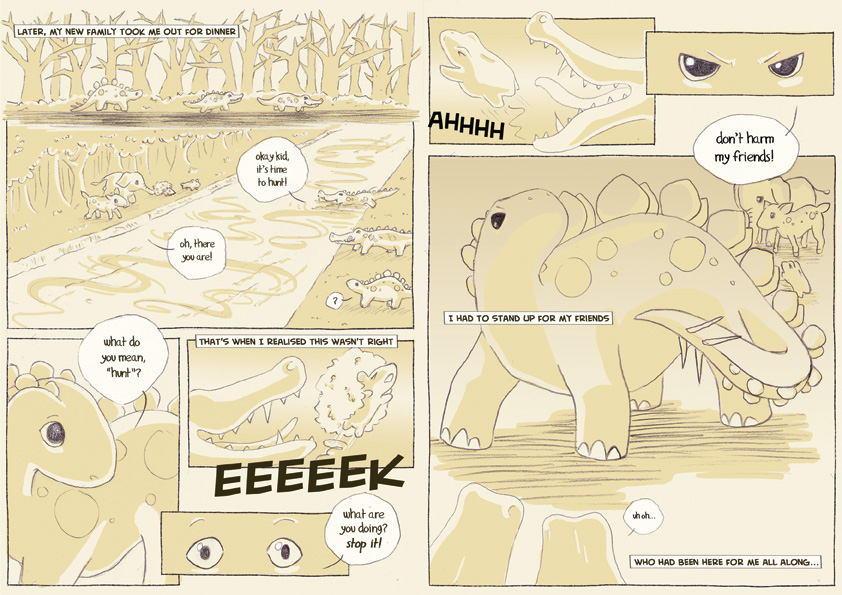 LATER, MY NEW FAMILY TOOK ME OUT FOR DINNER
okay kid,
it's time
to hunt!
oh, there
you are!
?
what do
you mean,
"hunt"?
THAT'S WHEN I REALISED THIS WASN'T RIGHT
EEEEEEK
what are
you doing?
stop it!
AHHHH
don't harm
my friends!
I HAD TO STAND UP FOR MY FRIENDS
uh oh...
WHO HAD BEEN HERE FOR ME ALL ALONG...